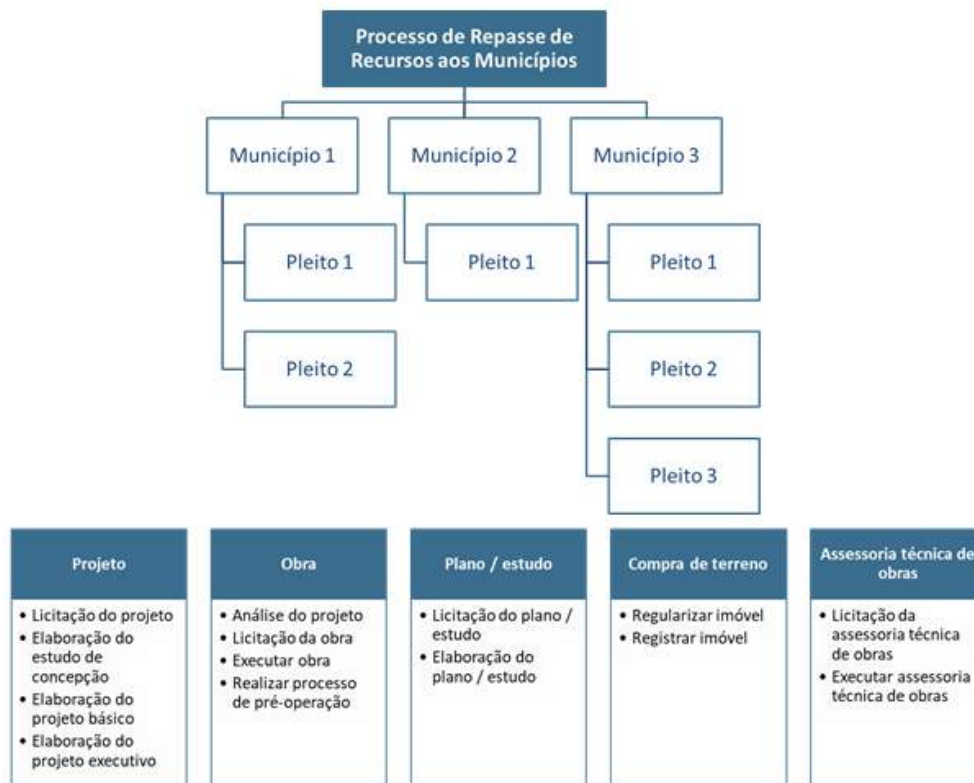 Processo de Repasse de
Recursos aos Municípios
Município 1
Município 2
Município 3
Pleito 1
Pleito 1
Pleito 1
Pleito 2
Pleito 2
Pleito 3
Projeto
• Licitação do projeto
• Elaboração do
estudo de
concepção
• Elaboração do
projeto básico
• Elaboração do
projeto executivo
Obra
• Análise do projeto
• Licitação da obra
• Executar obra
• Realizar processo
de pré-operação
Plano / estudo
• Licitação do plano /
estudo
• Elaboração do
plano / estudo
Compra de terreno
• Regularizar imóvel
• Registrar imóvel
Assessoria técnica de
obras
• Licitação da
assessoria técnica
de obras
• Executar assessoria
técnica de obras